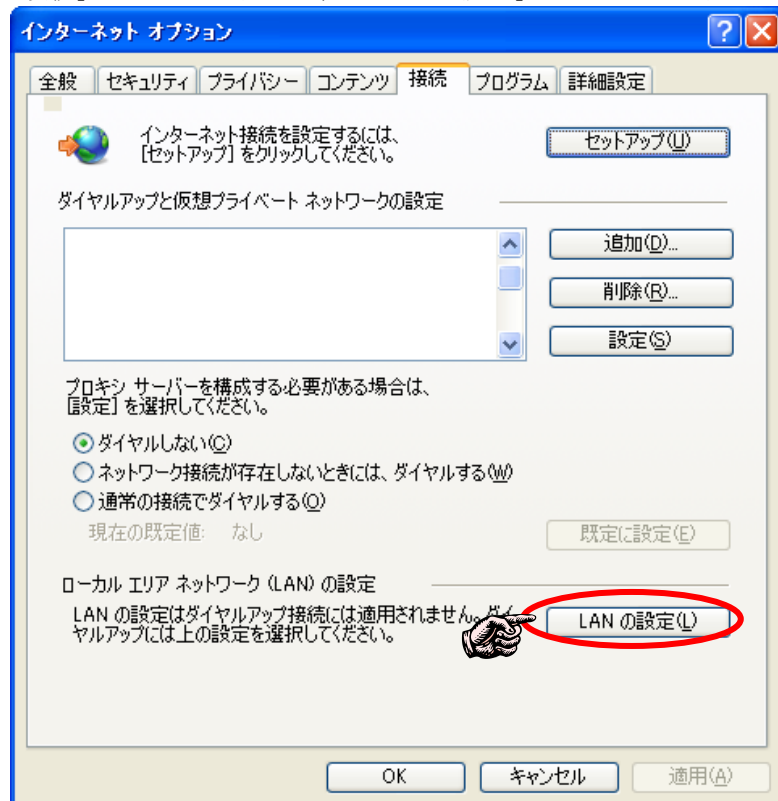 インターネット オプション
全般 セキュリティ プライバシー コンテンツ 接続 プログラム 詳細設定
インターネット接続を設定するには、
[セットアップ] をクリックしてください。
セットアップ(U)
ダイヤルアップと仮想プライベート ネットワークの設定
追加(D)...
削除(R)...
設定(S)
プロキシ サーバーを構成する必要がある場合は、
[設定] を選択してください。
ダイヤルしない(C)
ネットワーク接続が存在しないときには、ダイヤルする(W)
通常の接続でダイヤルする(O)
現在の既定値: なし
既定に設定(E)
ローカル エリア ネットワーク (LAN) の設定
LAN の設定はダイヤルアップ接続には適用されません。ダイ
ヤルアップには上の設定を選択してください。
LAN の設定(L)
OK キャンセル 適用(A)